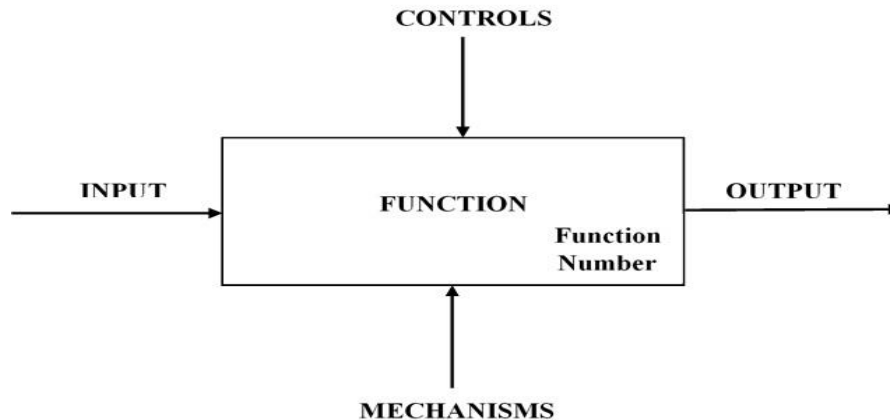 CONTROLS
INPUT
FUNCTION
OUTPUT
Function
Number
MECHANISMS